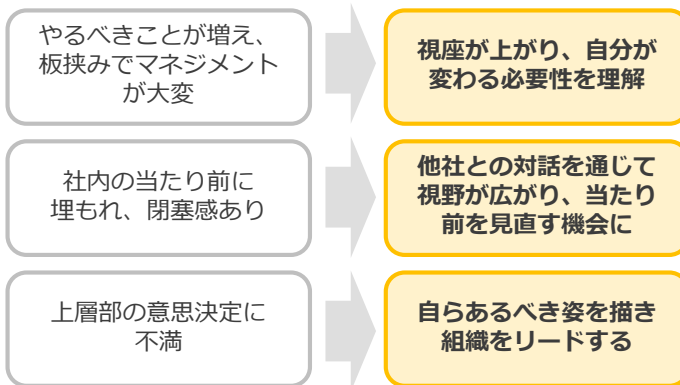 やるべきことが増え、
板挟みでマネジメント
が大変
視座が上がり、自分が
変わる必要性を理解
社内の当たり前に
埋もれ、閉塞感あり
他社との対話を通じて
視野が広がり、当たり
前を見直す機会に
上層部の意思決定に
不満
自らあるべき姿を描き
組織をリードする